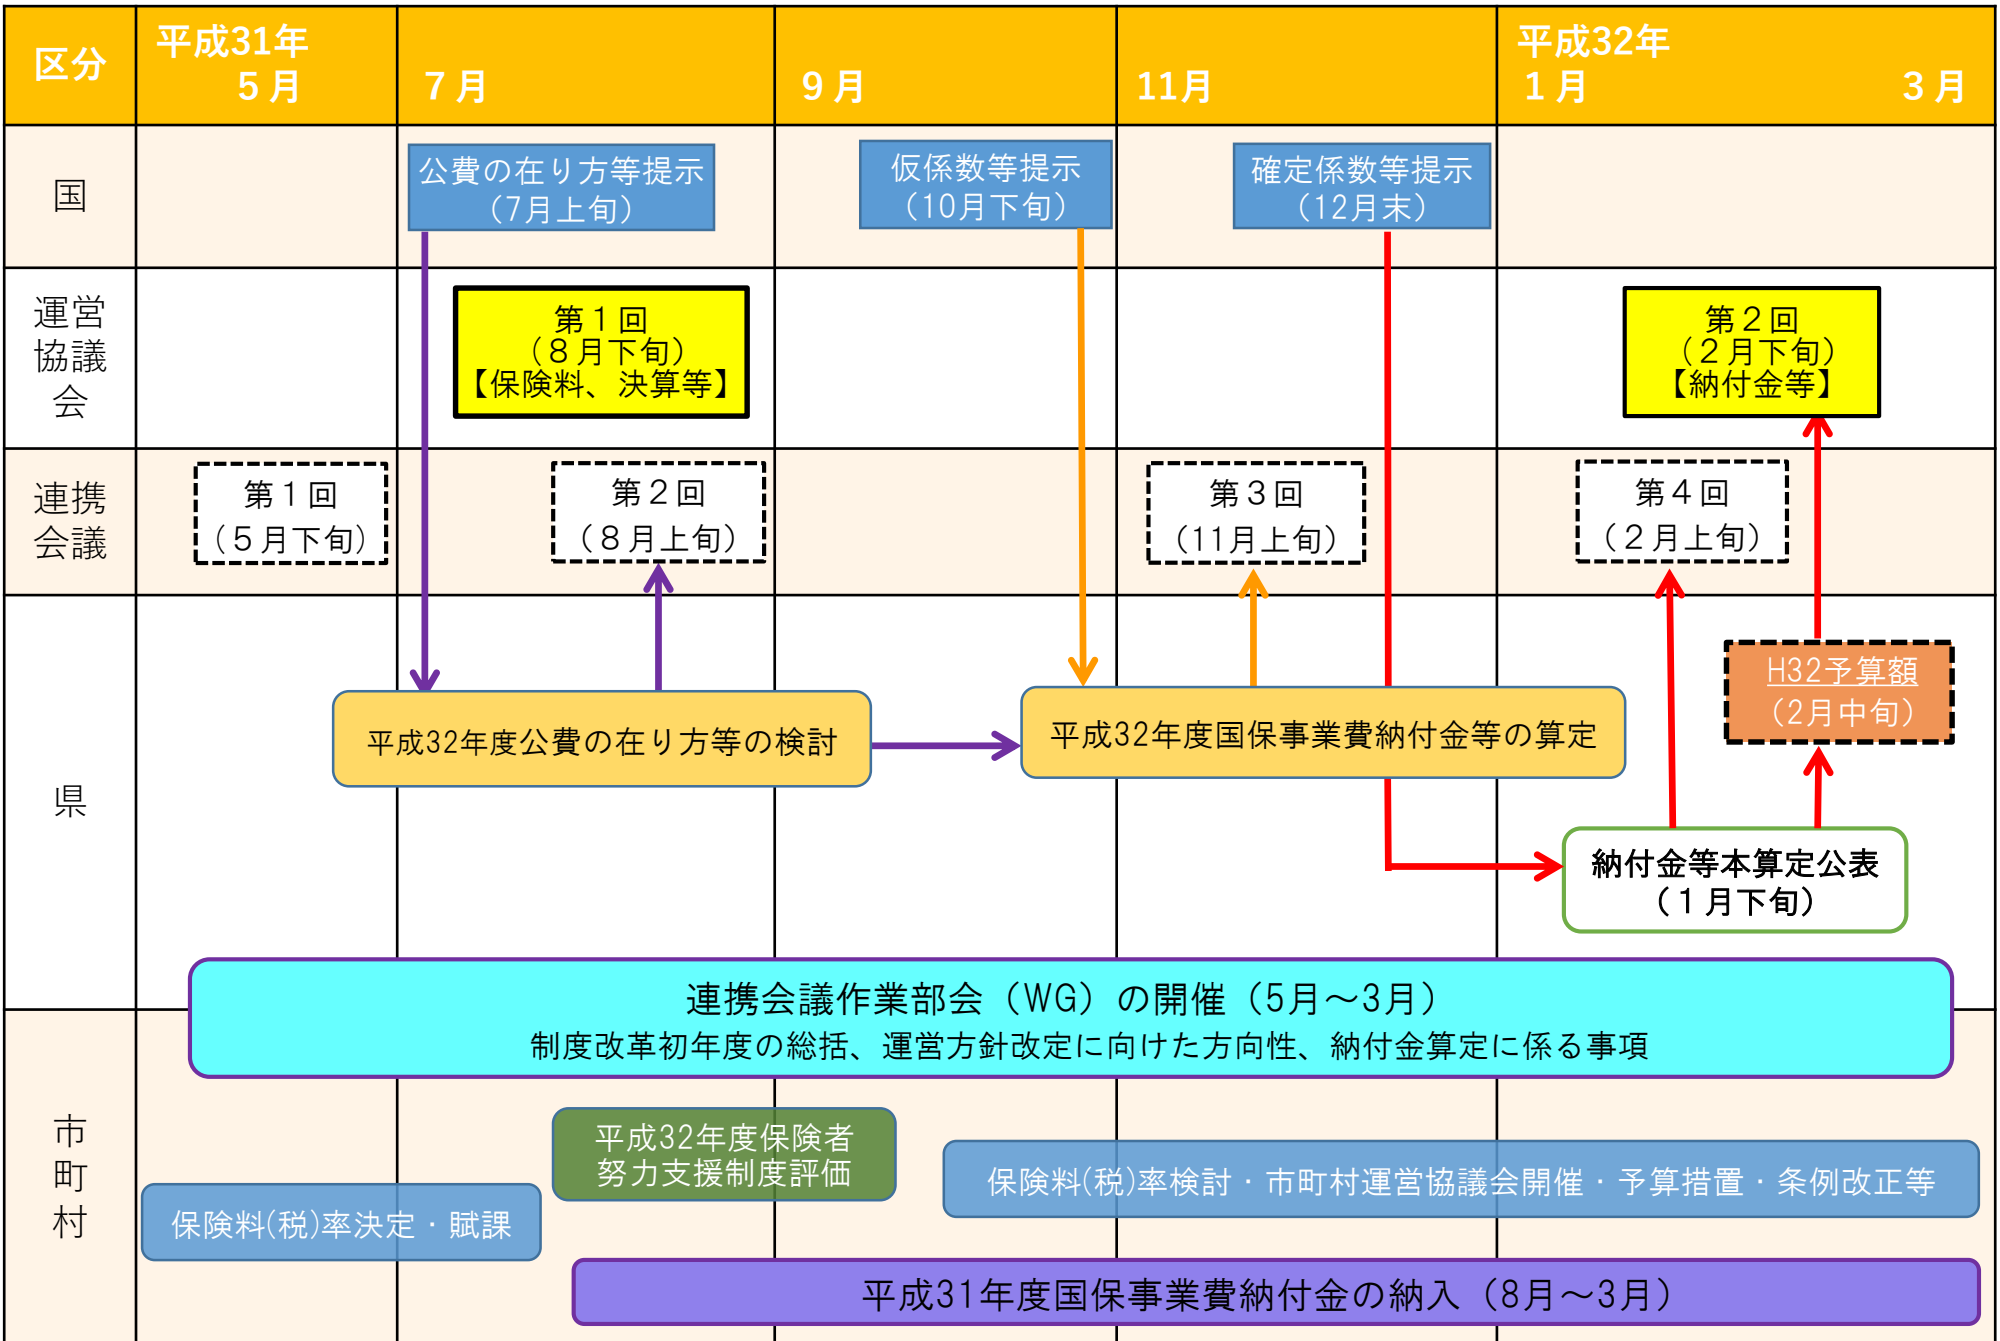 区分
平成31年
5月
7月
9月
11月
平成32年
1月
3月
国
公費の在り方等提示
（7月上旬）
仮係数等提示
（10月下旬）
確定係数等提示
（12月末）
運営
協議
会
第１回
（８月下旬）
【保険料、決算等】
第２回
（２月下旬）
【納付金等】
連携
会議
第１回
（５月下旬）
第２回
（８月上旬）
第３回
（11月上旬）
第４回
（２月上旬）
県
平成32年度公費の在り方等の検討
平成32年度国保事業費納付金等の算定
H32予算額
（2月中旬）
納付金等本算定公表
（１月下旬）
連携会議作業部会（WG）の開催（5月～3月）
制度改革初年度の総括、運営方針改定に向けた方向性、納付金算定に係る事項
市
町
村
平成32年度保険者
努力支援制度評価
保険料(税)率検討・市町村運営協議会開催・予算措置・条例改正等
保険料(税)率決定・賦課
平成31年度国保事業費納付金の納入（8月～3月）